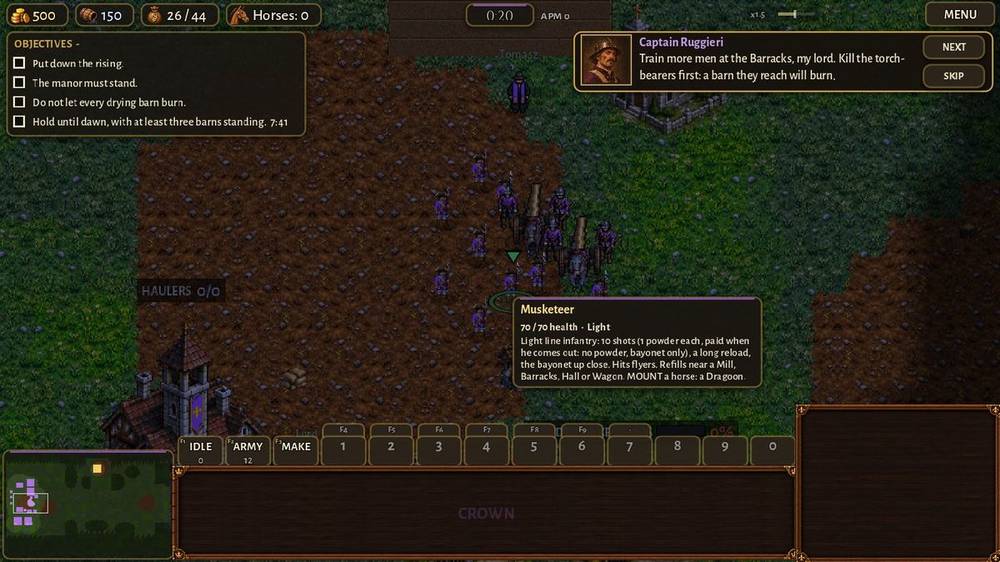 500
150
26/44
Horses: 0
0:20
APM 0
x1.5
MENU
OBJECTIVES -
Put down the rising.
The manor must stand.
Do not let every drying barn burn.
Hold until dawn, with at least three barns standing. 7:41
Captain Ruggieri
Train more men at the Barracks, my lord. Kill the torch-
bearers first: a barn they reach will burn.
NEXT
SKIP
Tomasz
HAULERS 0/0
Musketeer
70/70 health · Light
Light line infantry: 10 shots (1 powder each, paid when
he comes out: no powder, bayonet only), a long reload,
the bayonet up close. Hits flyers. Refills near a Mill,
Barracks, Hall or Wagon. MOUNT a horse: a Dragoon.
0%
F4 F5 F6 F7 F8 F9
F1 IDLE 0
F2 ARMY 12
MAKE
1 2 3 4 5 6 7 8 9 0
CROWN